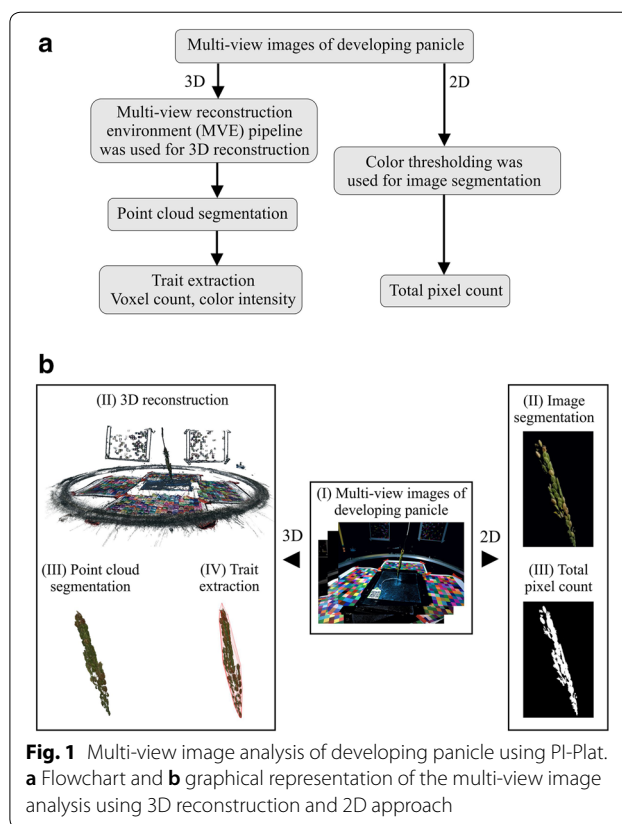 a
Multi-view images of developing panicle
3D
2D
Multi-view reconstruction
environment (MVE) pipeline
was used for 3D reconstruction
Point cloud segmentation
Trait extraction
Voxel count, color intensity
Color thresholding was
used for image segmentation
Total pixel count
b
(II) 3D reconstruction
(III) Point cloud
segmentation
(IV) Trait
extraction
3D
(I) Multi-view images of
developing panicle
2D
(II) Image
segmentation
(III) Total
pixel count
Fig. 1 Multi-view image analysis of developing panicle using PI-Plat.
a Flowchart and b graphical representation of the multi-view image
analysis using 3D reconstruction and 2D approach